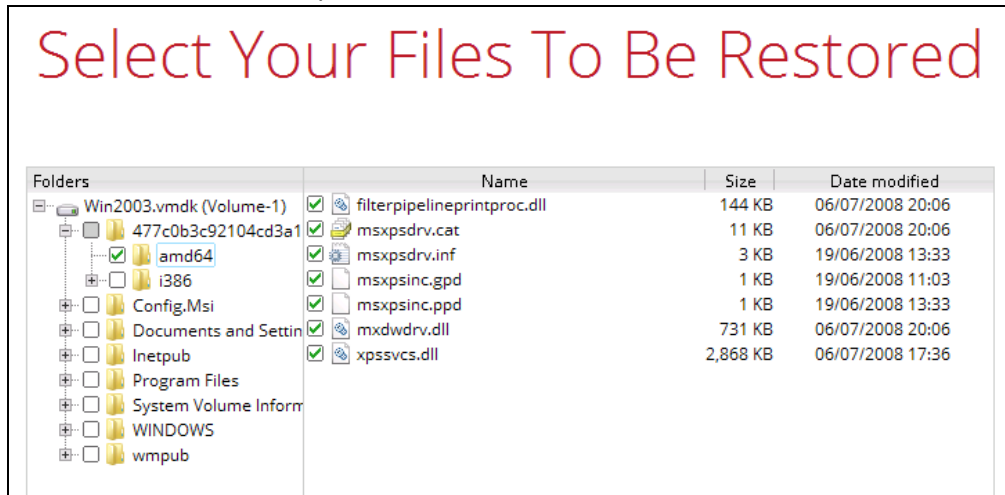 Select Your Files To Be Restored
Folders Name Size Date modified
Win2003.vmdk (Volume-1) filterpipelineprintproc.dll 144 KB 06/07/2008 20:06
477c0b3c92104cd3a1 msxpsdrv.cat 11 KB 06/07/2008 20:06
amd64 msxpsdrv.inf 3 KB 19/06/2008 13:33
i386 msxpsinc.gpd 1 KB 19/06/2008 11:03
Config.Msi msxpsinc.ppd 1 KB 19/06/2008 13:33
Documents and Settin mxdwdrv.dll 731 KB 06/07/2008 20:06
Inetpub xpssvcs.dll 2,868 KB 06/07/2008 17:36
Program Files
System Volume Inform
WINDOWS
wmpub